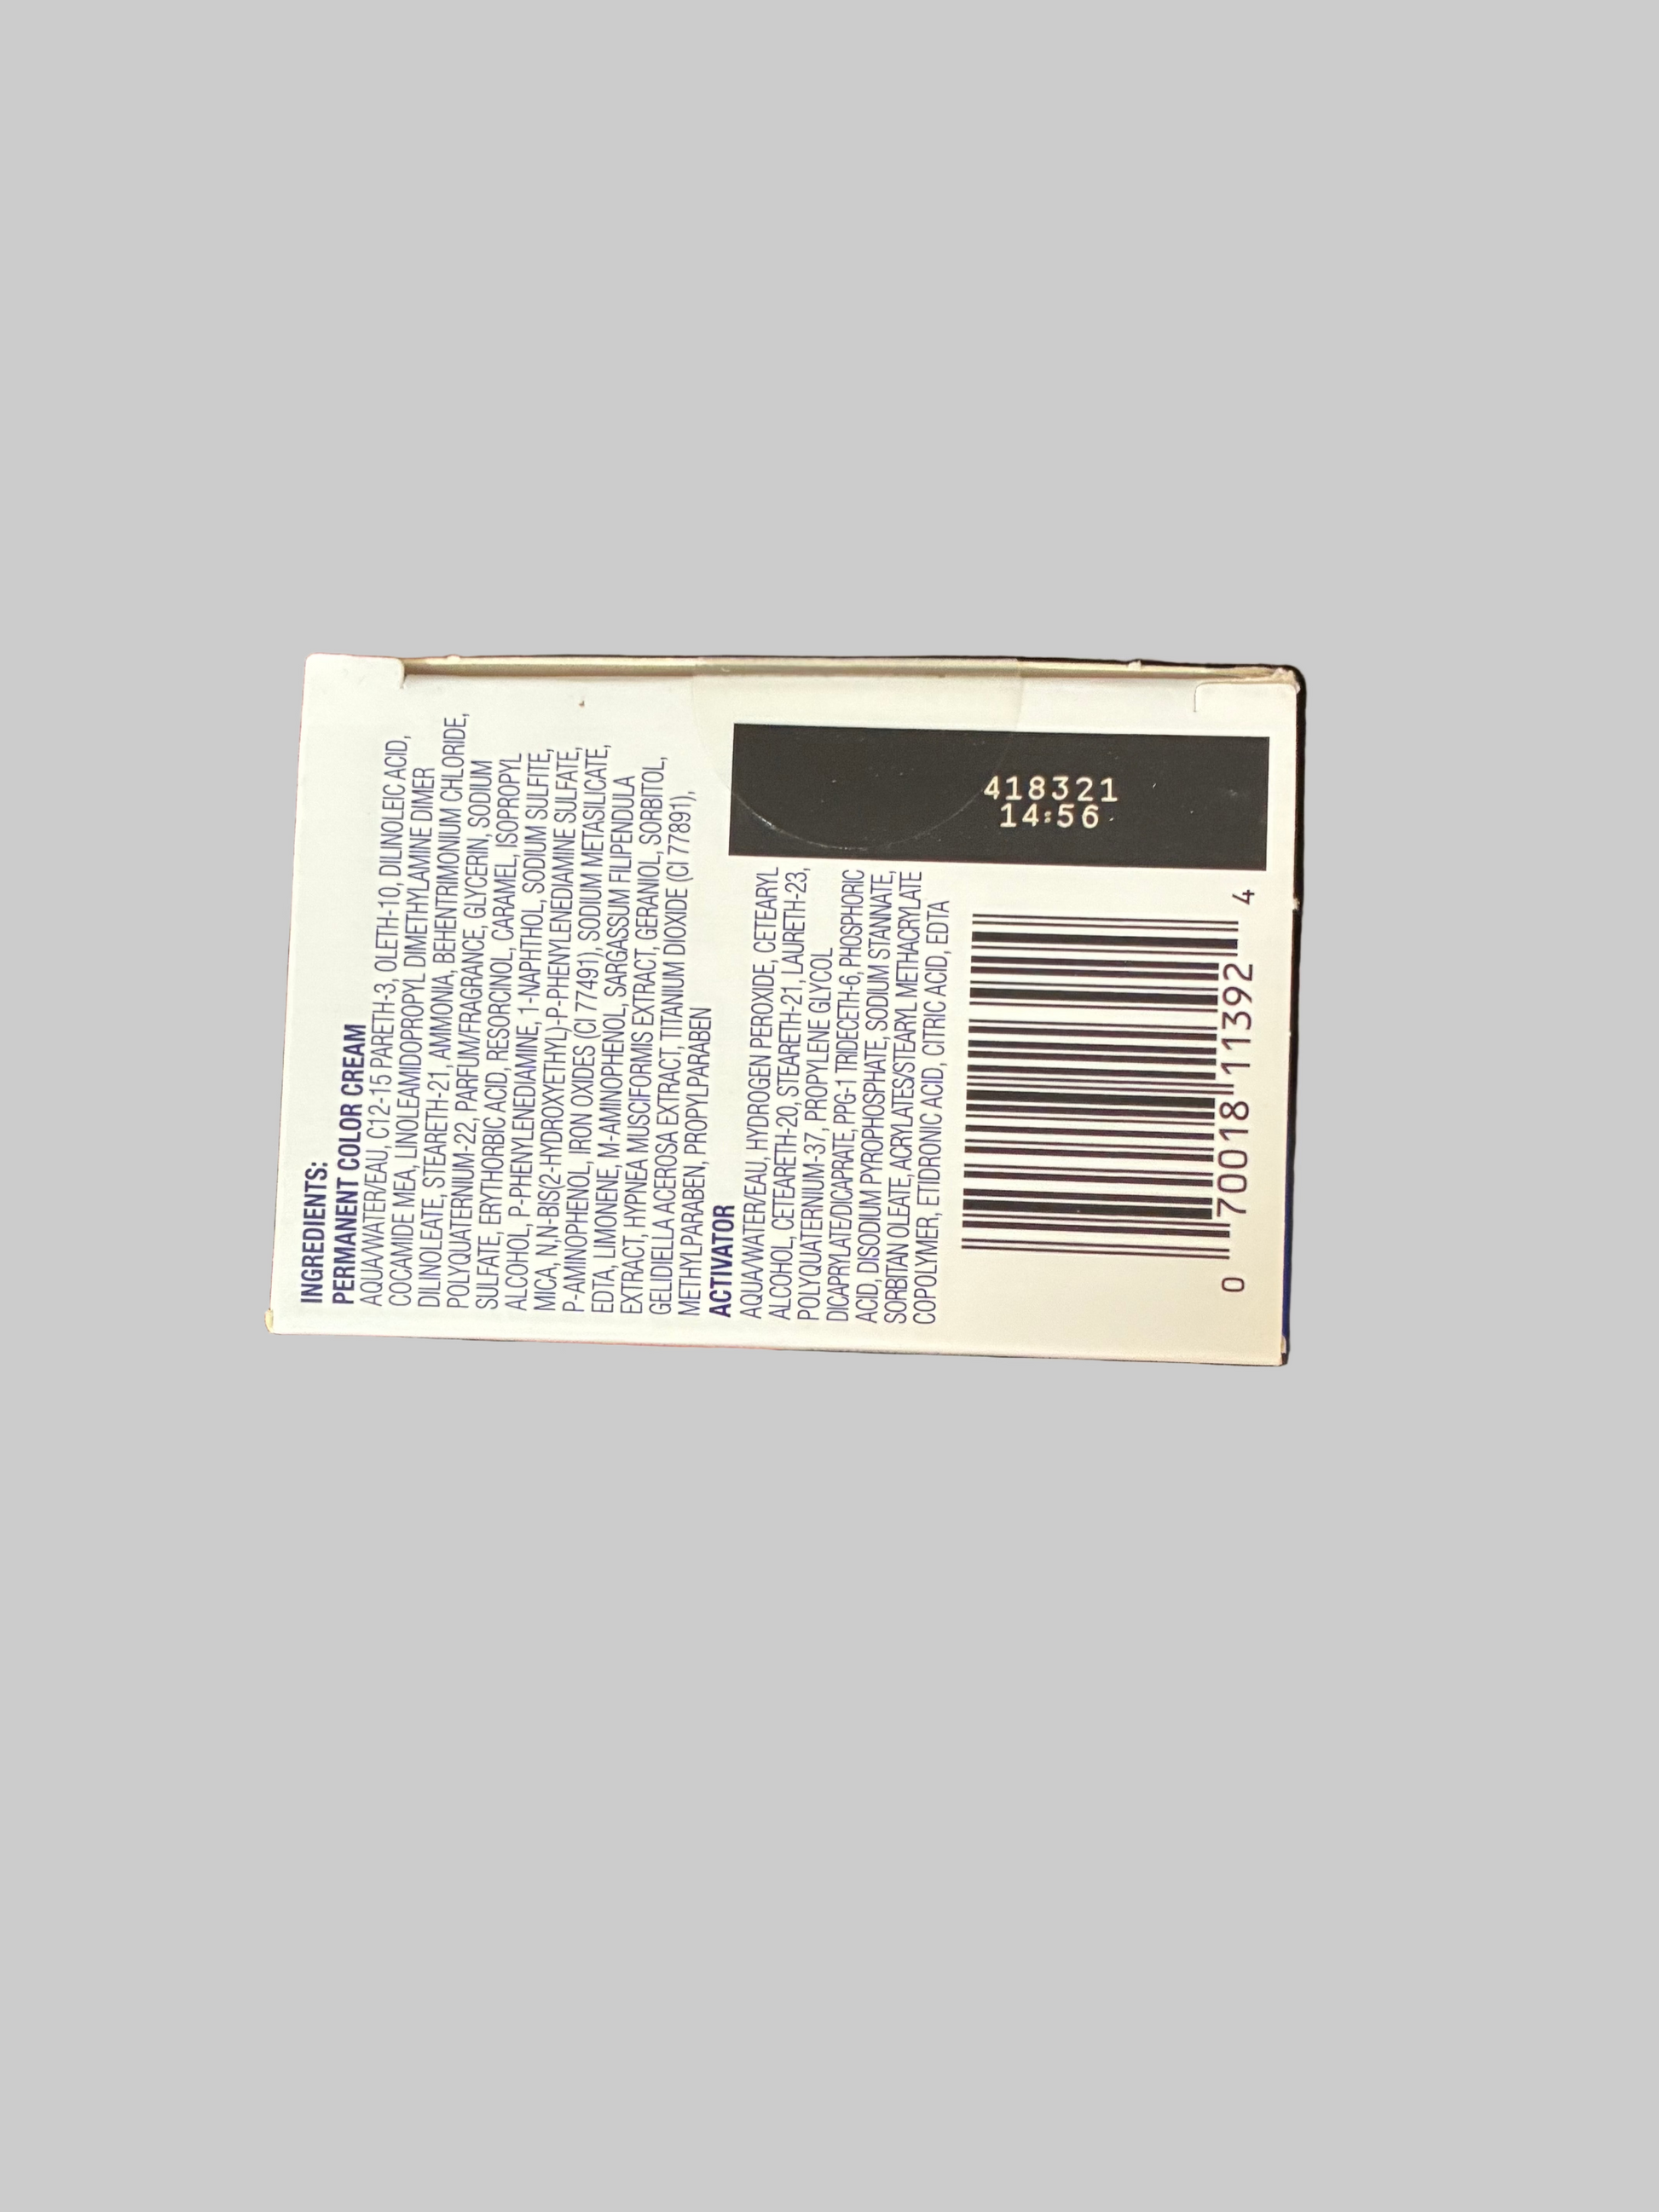 INGREDIENTS:
PERMANENT COLOR CREAM
AQUA/WATER/EAU, C12-15 PARETH-3, OLETH-10, DILINOLEIC ACID,
COCAMIDE MEA, LINOLEAMIDOPROPYL DIMETHYLAMINE DIMER
DILINOLEATE, STEARETH-21, AMMONIA, BEHENTRIMONIUM CHLORIDE,
POLYQUATERNIUM-22, PARFUM/FRAGRANCE, GLYCERIN, SODIUM
SULFATE, ERYTHORBIC ACID, RESORCINOL, CARAMEL, ISOPROPYL
ALCOHOL, P-PHENYLENEDIAMINE, 1-NAPHTHOL, SODIUM SULFITE,
MICA, N,N-BIS(2-HYDROXYETHYL)-P-PHENYLENEDIAMINE SULFATE,
P-AMINOPHENOL, IRON OXIDES (CI 77491), SODIUM METASILICATE,
EDTA, LIMONENE, M-AMINOPHENOL, SARGASSUM FILIPENDULA
EXTRACT, HYPNEA MUSCIFORMIS EXTRACT, GERANIOL, SORBITOL,
GELIDIELLA ACEROSA EXTRACT, TITANIUM DIOXIDE (CI 77891),
METHYLPARABEN, PROPYLPARABEN
ACTIVATOR
AQUA/WATER/EAU, HYDROGEN PEROXIDE, CETEARYL
ALCOHOL, CETEARETH-20, STEARETH-21, LAURETH-23,
POLYQUATERNIUM-37, PROPYLENE GLYCOL
DICAPRYLATE/DICAPRATE, PPG-1 TRIDECETH-6, PHOSPHORIC
ACID, DISODIUM PYROPHOSPHATE, SODIUM STANNATE,
SORBITAN OLEATE, ACRYLATES/STEARYL METHACRYLATE
COPOLYMER, ETIDRONIC ACID, CITRIC ACID, EDTA
418321
14:56
0 70018 11392 4